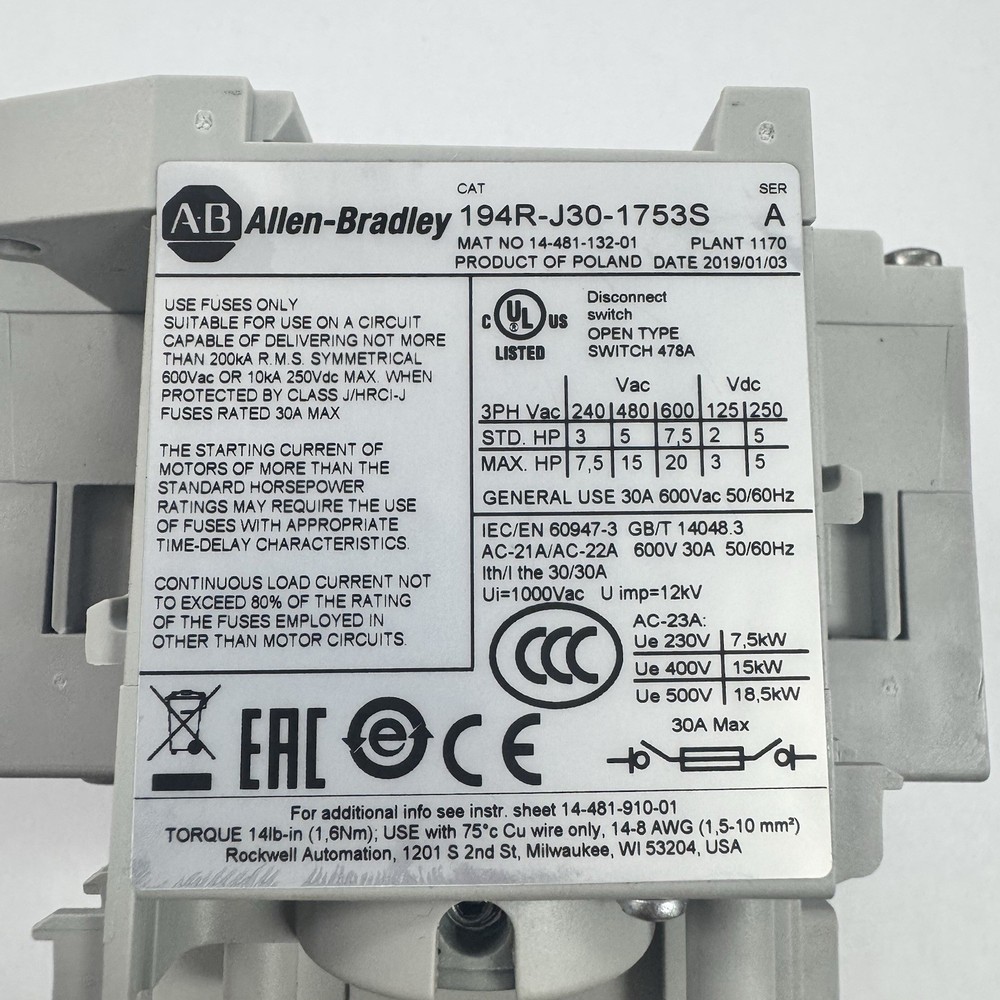 CAT SER
A-B Allen-Bradley 194R-J30-1753S A
MAT NO 14-481-132-01 PLANT 1170
PRODUCT OF POLAND DATE 2019/01/03
USE FUSES ONLY
SUITABLE FOR USE ON A CIRCUIT
CAPABLE OF DELIVERING NOT MORE
THAN 200kA R.M.S. SYMMETRICAL
600Vac OR 10kA 250Vdc MAX. WHEN
PROTECTED BY CLASS J/HRCI-J
FUSES RATED 30A MAX
THE STARTING CURRENT OF
MOTORS OF MORE THAN THE
STANDARD HORSEPOWER
RATINGS MAY REQUIRE THE USE
OF FUSES WITH APPROPRIATE
TIME-DELAY CHARACTERISTICS.
CONTINUOUS LOAD CURRENT NOT
TO EXCEED 80% OF THE RATING
OF THE FUSES EMPLOYED IN
OTHER THAN MOTOR CIRCUITS.
C UL US
LISTED
Disconnect
switch
OPEN TYPE
SWITCH 478A
Vac Vdc
3PH Vac 240 480 600 125 250
STD. HP 3 5 7,5 2 5
MAX. HP 7,5 15 20 3 5
GENERAL USE 30A 600Vac 50/60Hz
IEC/EN 60947-3 GB/T 14048.3
AC-21A/AC-22A 600V 30A 50/60Hz
Ith/I the 30/30A
Ui=1000Vac U imp=12kV
CCC
AC-23A:
Ue 230V 7,5kW
Ue 400V 15kW
Ue 500V 18,5kW
30A Max
EAC e CE
For additional info see instr. sheet 14-481-910-01
TORQUE 14lb-in (1,6Nm); USE with 75°c Cu wire only, 14-8 AWG (1,5-10 mm²)
Rockwell Automation, 1201 S 2nd St, Milwaukee, WI 53204, USA